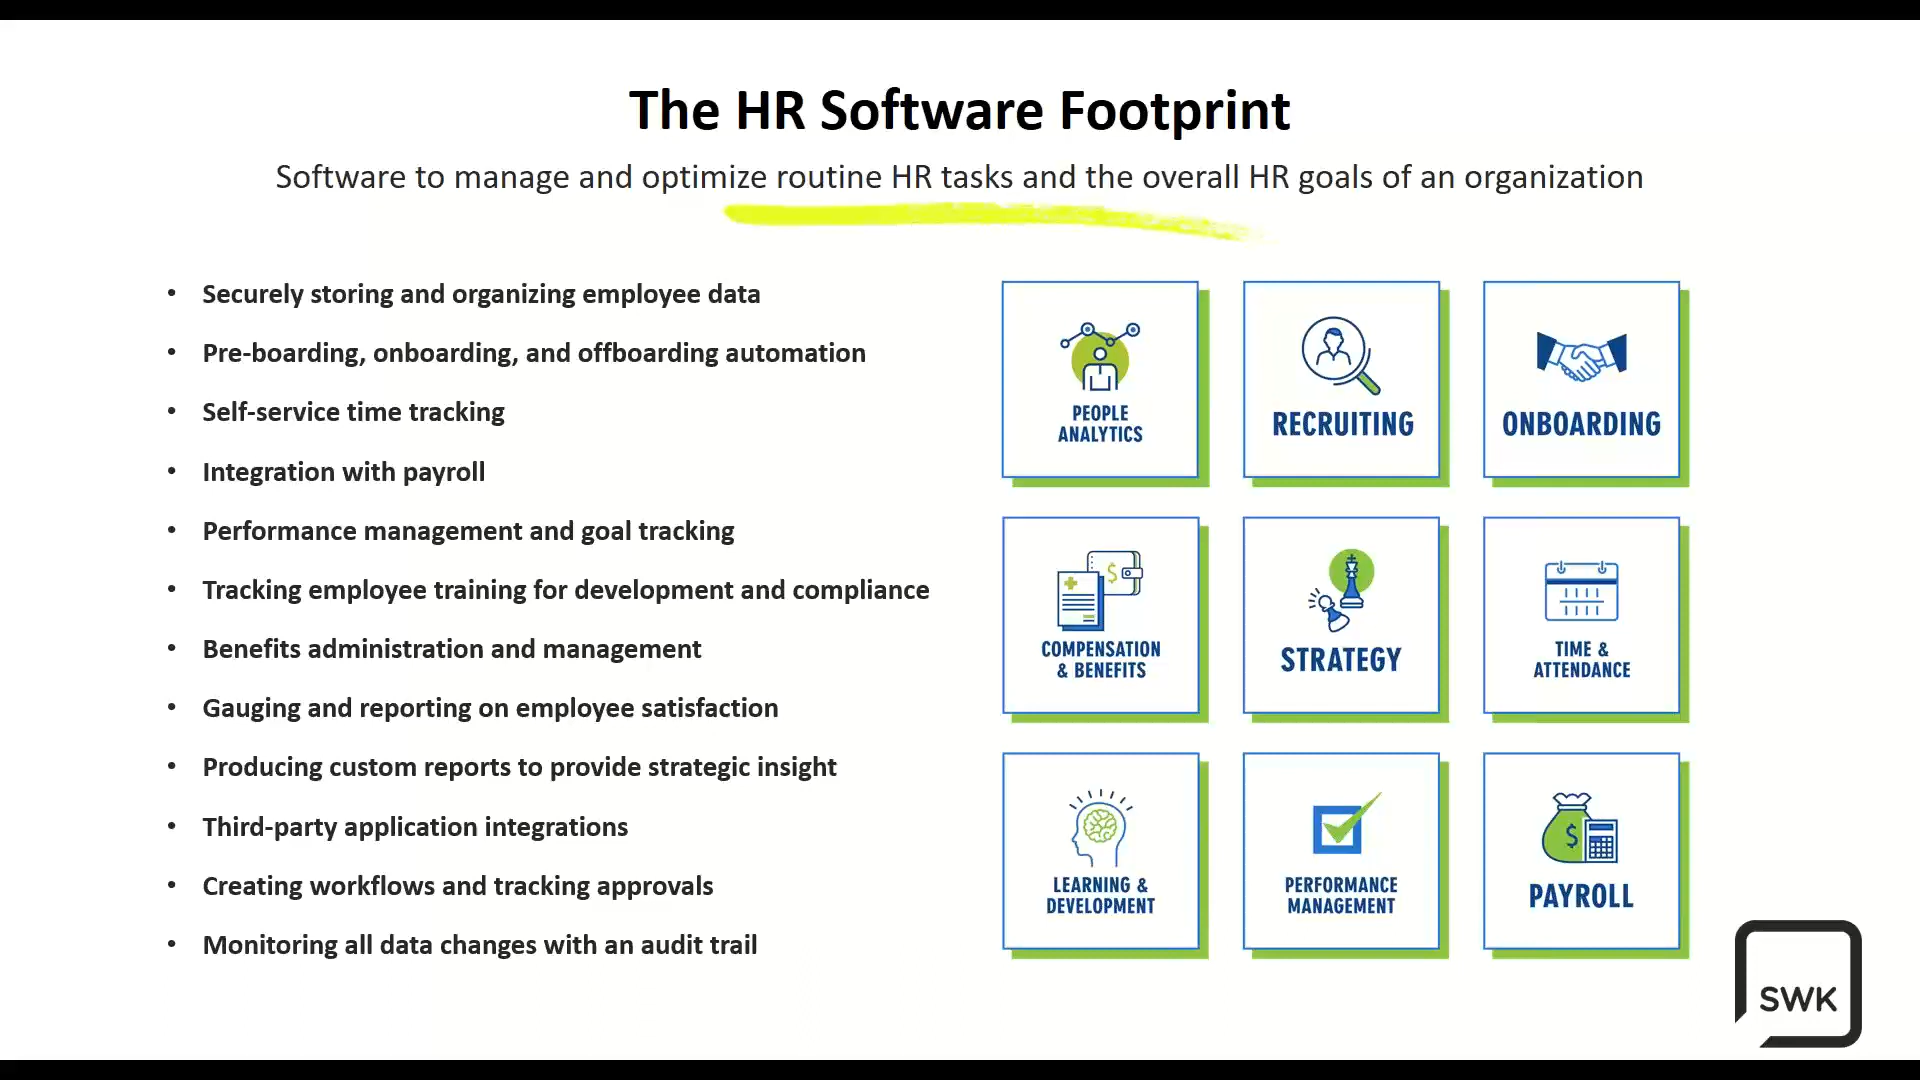 The HR Software Footprint
Software to manage and optimize routine HR tasks and the overall HR goals of an organization
• Securely storing and organizing employee data
• Pre-boarding, onboarding, and offboarding automation
• Self-service time tracking
• Integration with payroll
• Performance management and goal tracking
• Tracking employee training for development and compliance
• Benefits administration and management
• Gauging and reporting on employee satisfaction
• Producing custom reports to provide strategic insight
• Third-party application integrations
• Creating workflows and tracking approvals
• Monitoring all data changes with an audit trail
PEOPLE
ANALYTICS
RECRUITING
ONBOARDING
$
COMPENSATION
& BENEFITS
STRATEGY
TIME &
ATTENDANCE
LEARNING &
DEVELOPMENT
PERFORMANCE
MANAGEMENT
$
PAYROLL
SWK